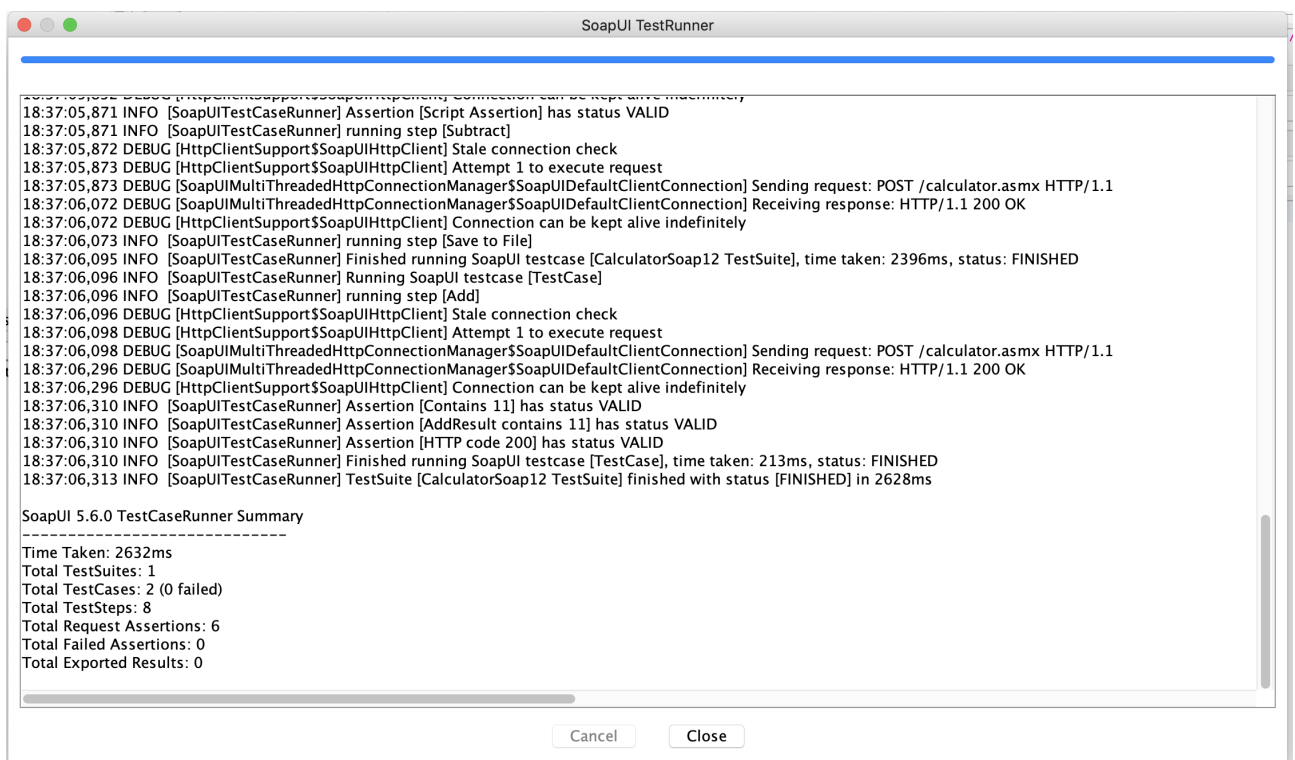 SoapUI TestRunner
18:37:05,871 INFO  [SoapUITestCaseRunner] Assertion [Script Assertion] has status VALID
18:37:05,871 INFO  [SoapUITestCaseRunner] running step [Subtract]
18:37:05,872 DEBUG [HttpClientSupport$SoapUIHttpClient] Stale connection check
18:37:05,873 DEBUG [HttpClientSupport$SoapUIHttpClient] Attempt 1 to execute request
18:37:05,873 DEBUG [SoapUIMultiThreadedHttpConnectionManager$SoapUIDefaultClientConnection] Sending request: POST /calculator.asmx HTTP/1.1
18:37:06,072 DEBUG [SoapUIMultiThreadedHttpConnectionManager$SoapUIDefaultClientConnection] Receiving response: HTTP/1.1 200 OK
18:37:06,072 DEBUG [HttpClientSupport$SoapUIHttpClient] Connection can be kept alive indefinitely
18:37:06,073 INFO  [SoapUITestCaseRunner] running step [Save to File]
18:37:06,095 INFO  [SoapUITestCaseRunner] Finished running SoapUI testcase [CalculatorSoap12 TestSuite], time taken: 2396ms, status: FINISHED
18:37:06,096 INFO  [SoapUITestCaseRunner] Running SoapUI testcase [TestCase]
18:37:06,096 INFO  [SoapUITestCaseRunner] running step [Add]
18:37:06,096 DEBUG [HttpClientSupport$SoapUIHttpClient] Stale connection check
18:37:06,098 DEBUG [HttpClientSupport$SoapUIHttpClient] Attempt 1 to execute request
18:37:06,098 DEBUG [SoapUIMultiThreadedHttpConnectionManager$SoapUIDefaultClientConnection] Sending request: POST /calculator.asmx HTTP/1.1
18:37:06,296 DEBUG [SoapUIMultiThreadedHttpConnectionManager$SoapUIDefaultClientConnection] Receiving response: HTTP/1.1 200 OK
18:37:06,296 DEBUG [HttpClientSupport$SoapUIHttpClient] Connection can be kept alive indefinitely
18:37:06,310 INFO  [SoapUITestCaseRunner] Assertion [Contains 11] has status VALID
18:37:06,310 INFO  [SoapUITestCaseRunner] Assertion [AddResult contains 11] has status VALID
18:37:06,310 INFO  [SoapUITestCaseRunner] Assertion [HTTP code 200] has status VALID
18:37:06,310 INFO  [SoapUITestCaseRunner] Finished running SoapUI testcase [TestCase], time taken: 213ms, status: FINISHED
18:37:06,313 INFO  [SoapUITestCaseRunner] TestSuite [CalculatorSoap12 TestSuite] finished with status [FINISHED] in 2628ms
SoapUI 5.6.0 TestCaseRunner Summary
-----------------------------
Time Taken: 2632ms
Total TestSuites: 1
Total TestCases: 2 (0 failed)
Total TestSteps: 8
Total Request Assertions: 6
Total Failed Assertions: 0
Total Exported Results: 0
Cancel
Close